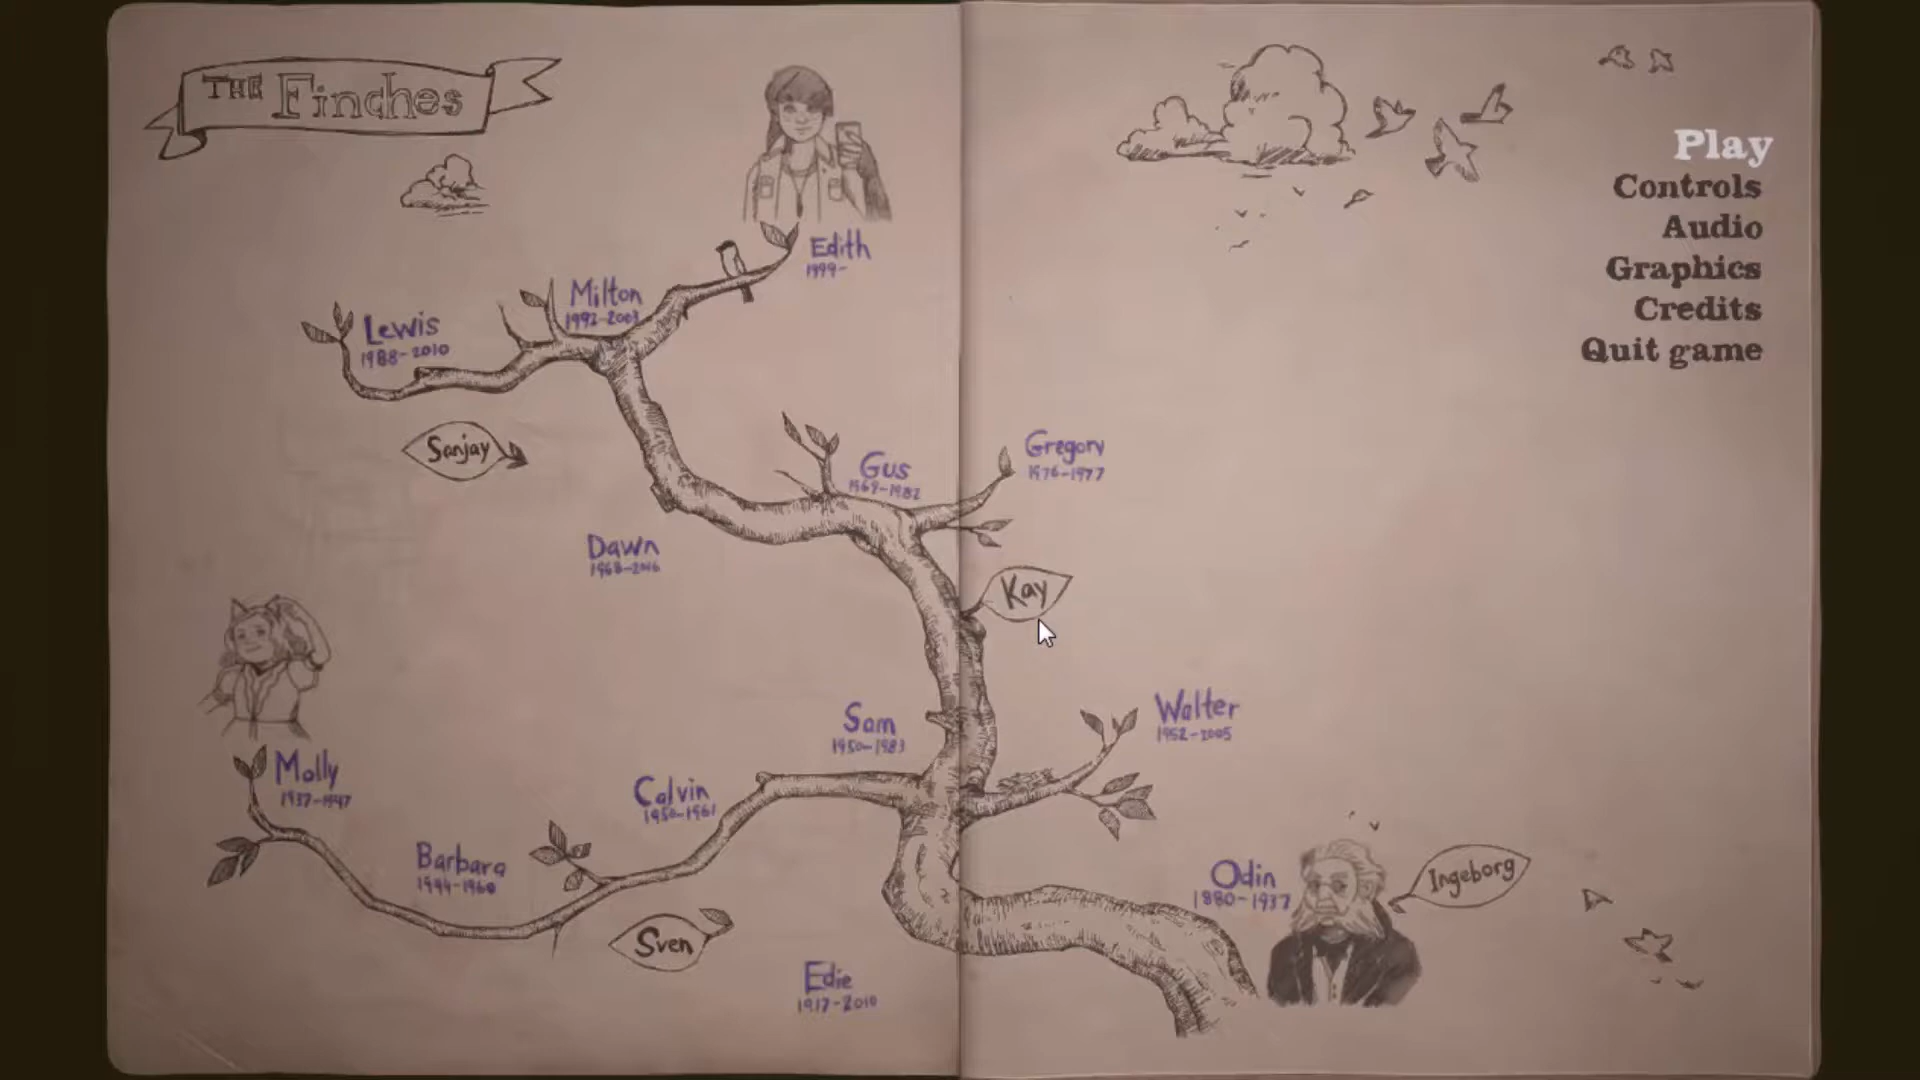 THE Finches
Play
Controls
Audio
Graphics
Credits
Quit game
Edith
1999-
Milton
1992-2003
Lewis
1988-2010
Sanjay
Gus
1969-1982
Gregory
1976-1977
Dawn
1968-2016
Kay
Sam
1950-1983
Walter
1952-2005
Molly
1937-1947
Calvin
1950-1961
Barbara
1944-1960
Odin
1880-1937
Ingeborg
Sven
Edie
1917-2010